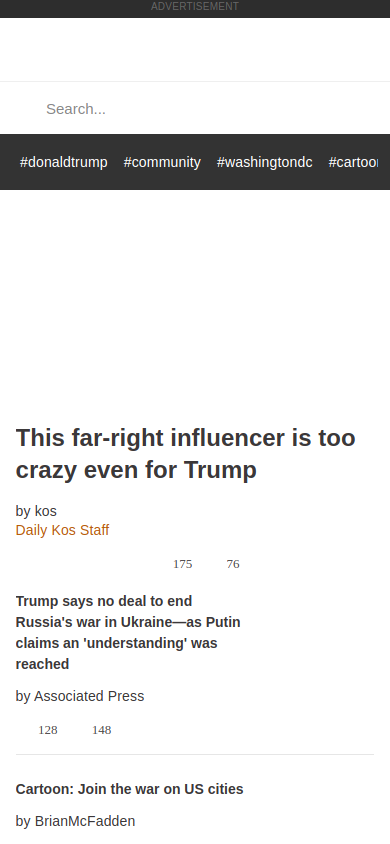 ADVERTISEMENT
Search...
#donaldtrump #community #washingtondc #cartoo
This far-right influencer is too
crazy even for Trump
by kos
Daily Kos Staff
175 76
Trump says no deal to end
Russia's war in Ukraine—as Putin
claims an 'understanding' was
reached
by Associated Press
128 148
Cartoon: Join the war on US cities
by BrianMcFadden